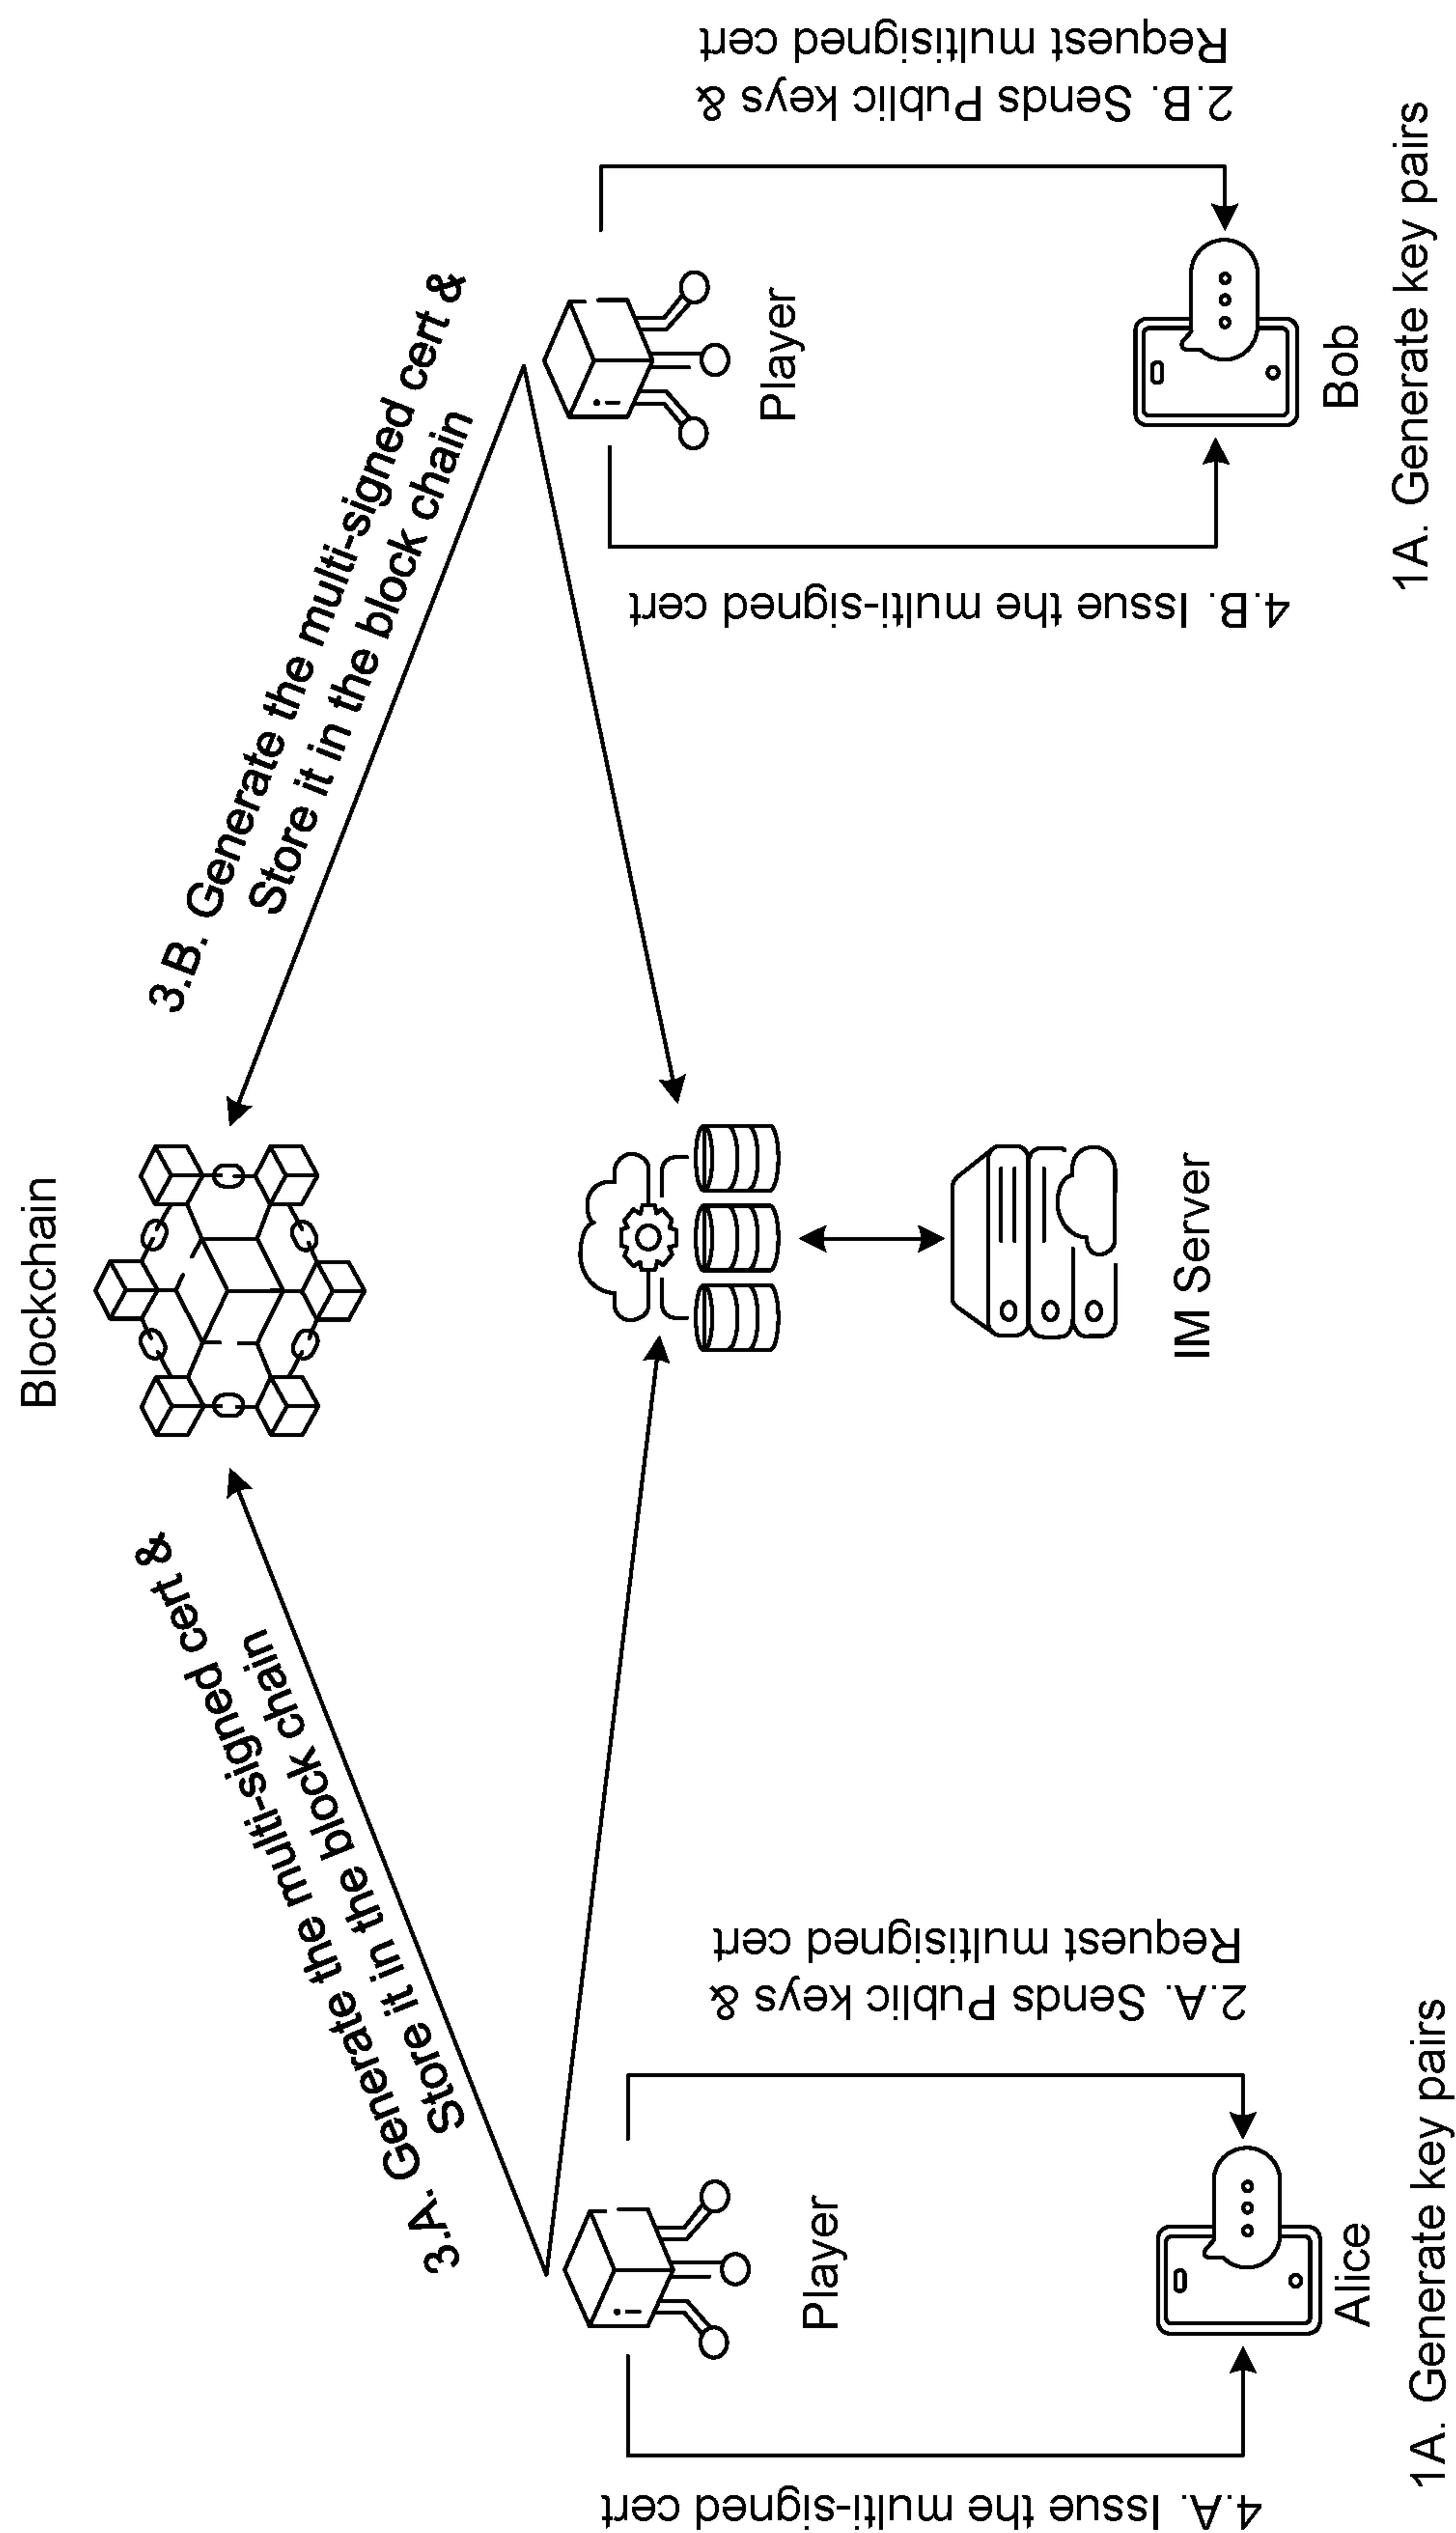 Blockchain
3.A. Generate the multi-signed cert &
Store it in the block chain
3.B. Generate the multi-signed cert &
Store it in the block chain
4.A. Issue the multi-signed cert
Player
2.A. Sends Public keys &
Request multisigned cert
IM Server
4.B. Issue the multi-signed cert
Player
2.B. Sends Public keys &
Request multisigned cert
Alice
Bob
1A. Generate key pairs
1A. Generate key pairs